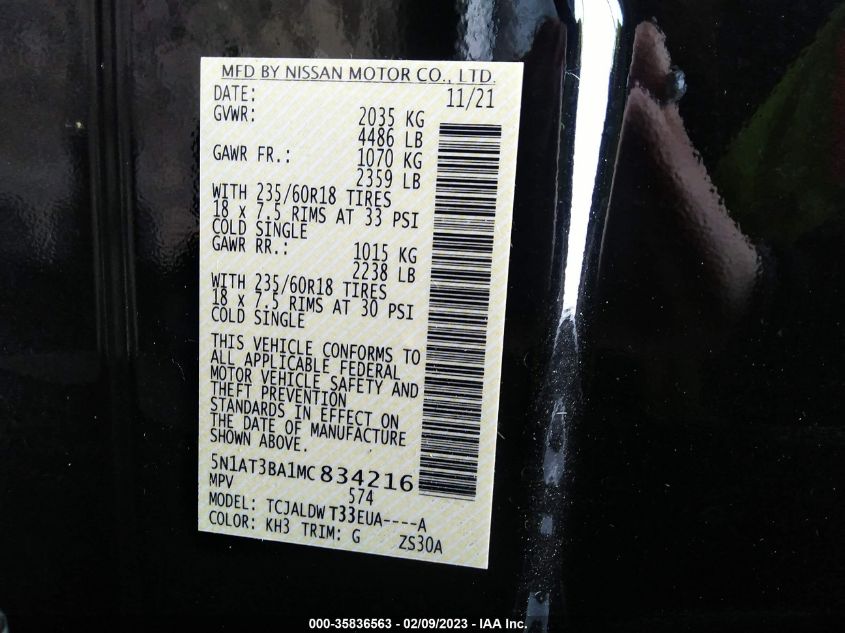 MFD BY NISSAN MOTOR CO., LTD.
DATE: 11/21
GVWR: 2035 KG
4486 LB
GAWR FR.: 1070 KG
2359 LB
WITH 235/60R18 TIRES
18 x 7.5 RIMS AT 33 PSI
COLD SINGLE
GAWR RR.: 1015 KG
2238 LB
WITH 235/60R18 TIRES
18 x 7.5 RIMS AT 30 PSI
COLD SINGLE
THIS VEHICLE CONFORMS TO
ALL APPLICABLE FEDERAL
MOTOR VEHICLE SAFETY AND
THEFT PREVENTION
STANDARDS IN EFFECT ON
THE DATE OF MANUFACTURE
SHOWN ABOVE.
5N1AT3BA1MC834216
MPV 574
MODEL: TCJALDWT33EUA----A
COLOR: KH3 TRIM: G ZS30A
000-35836563 - 02/09/2023 - IAA Inc.